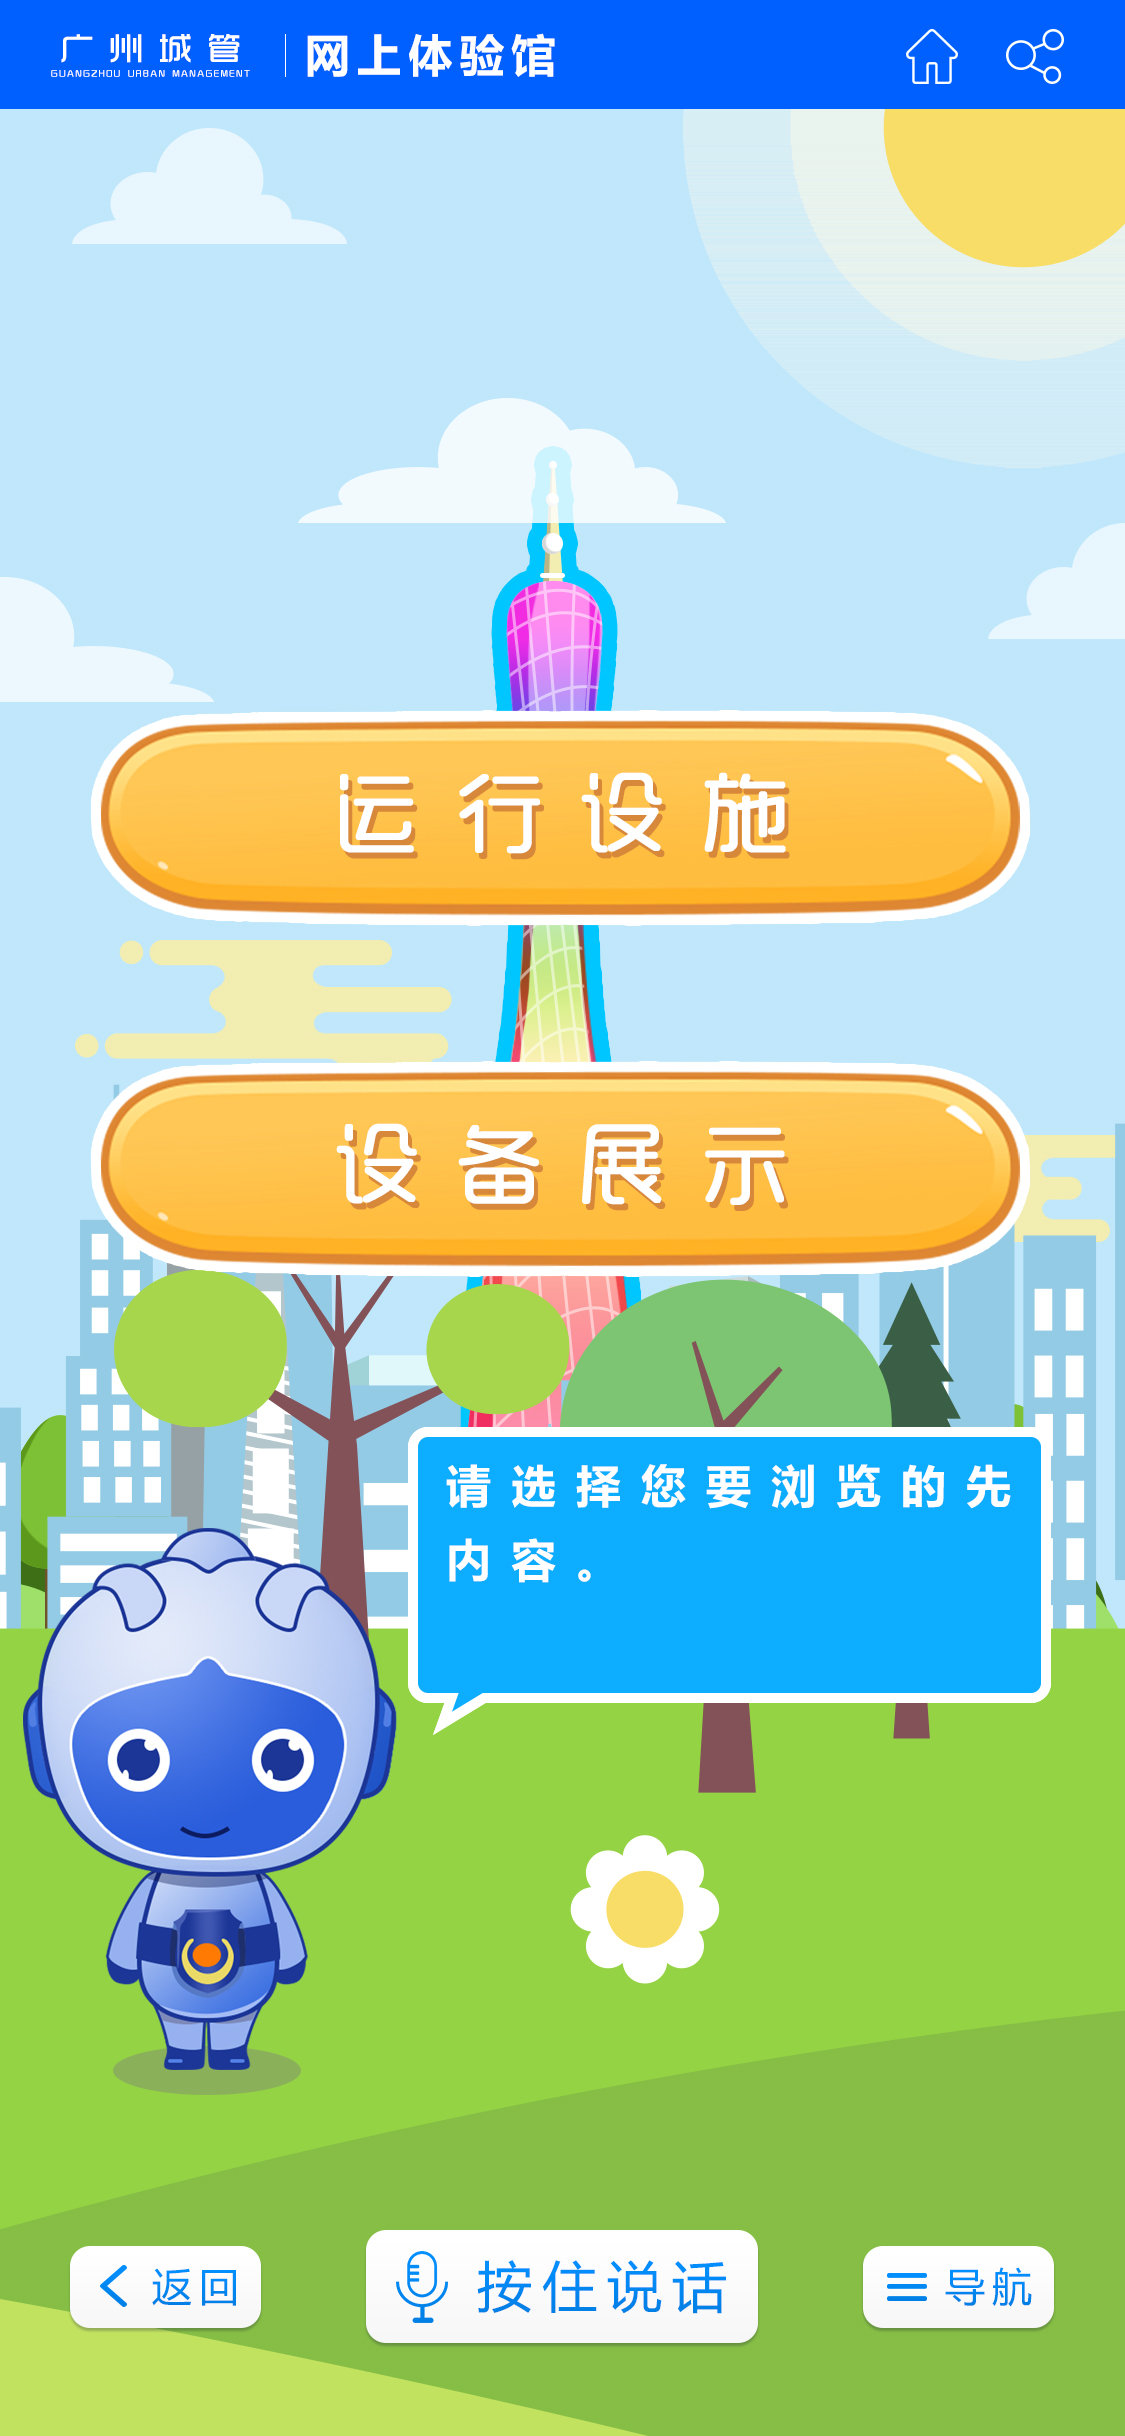 广州城管
GUANGZHOU URBAN MANAGEMENT
网上体验馆
运行设施
设备展示
请选择您要浏览的先
内容。
返回
按住说话
导航